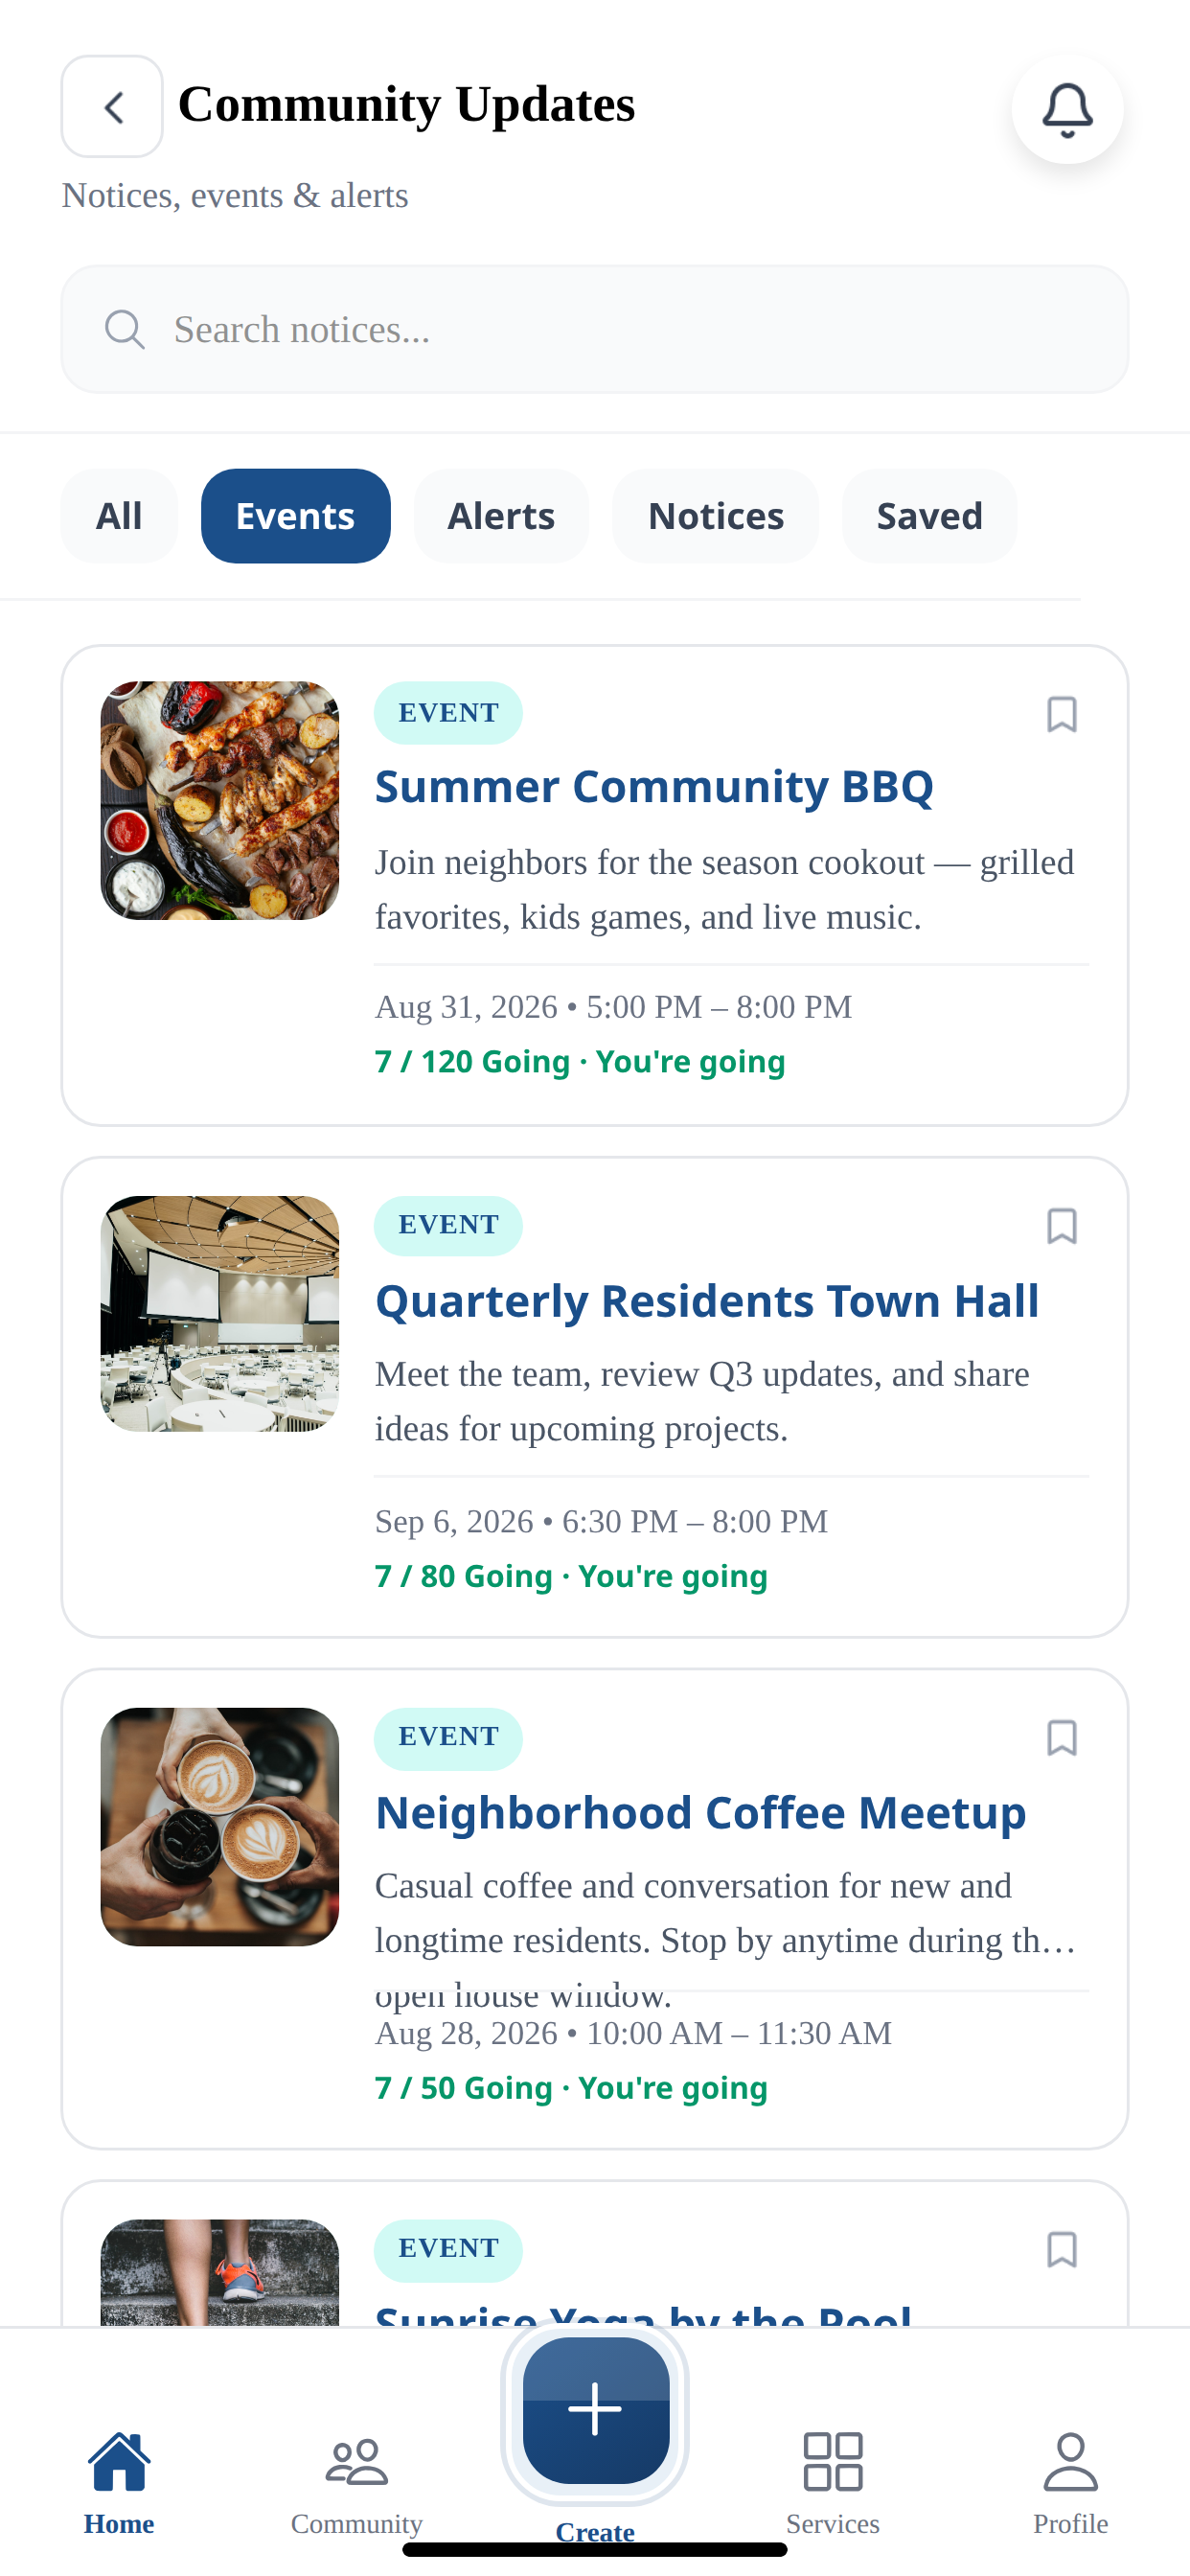 Community Updates
Notices, events & alerts
Search notices...
All
Events
Alerts
Notices
Saved
EVENT
Summer Community BBQ
Join neighbors for the season cookout — grilled
favorites, kids games, and live music.
Aug 31, 2026 • 5:00 PM – 8:00 PM
7 / 120 Going · You're going
EVENT
Quarterly Residents Town Hall
Meet the team, review Q3 updates, and share
ideas for upcoming projects.
Sep 6, 2026 • 6:30 PM – 8:00 PM
7 / 80 Going · You're going
EVENT
Neighborhood Coffee Meetup
Casual coffee and conversation for new and
longtime residents. Stop by anytime during th…
open house window.
Aug 28, 2026 • 10:00 AM – 11:30 AM
7 / 50 Going · You're going
EVENT
Sunrise Yoga by the Pool
Home
Community
Create
Services
Profile